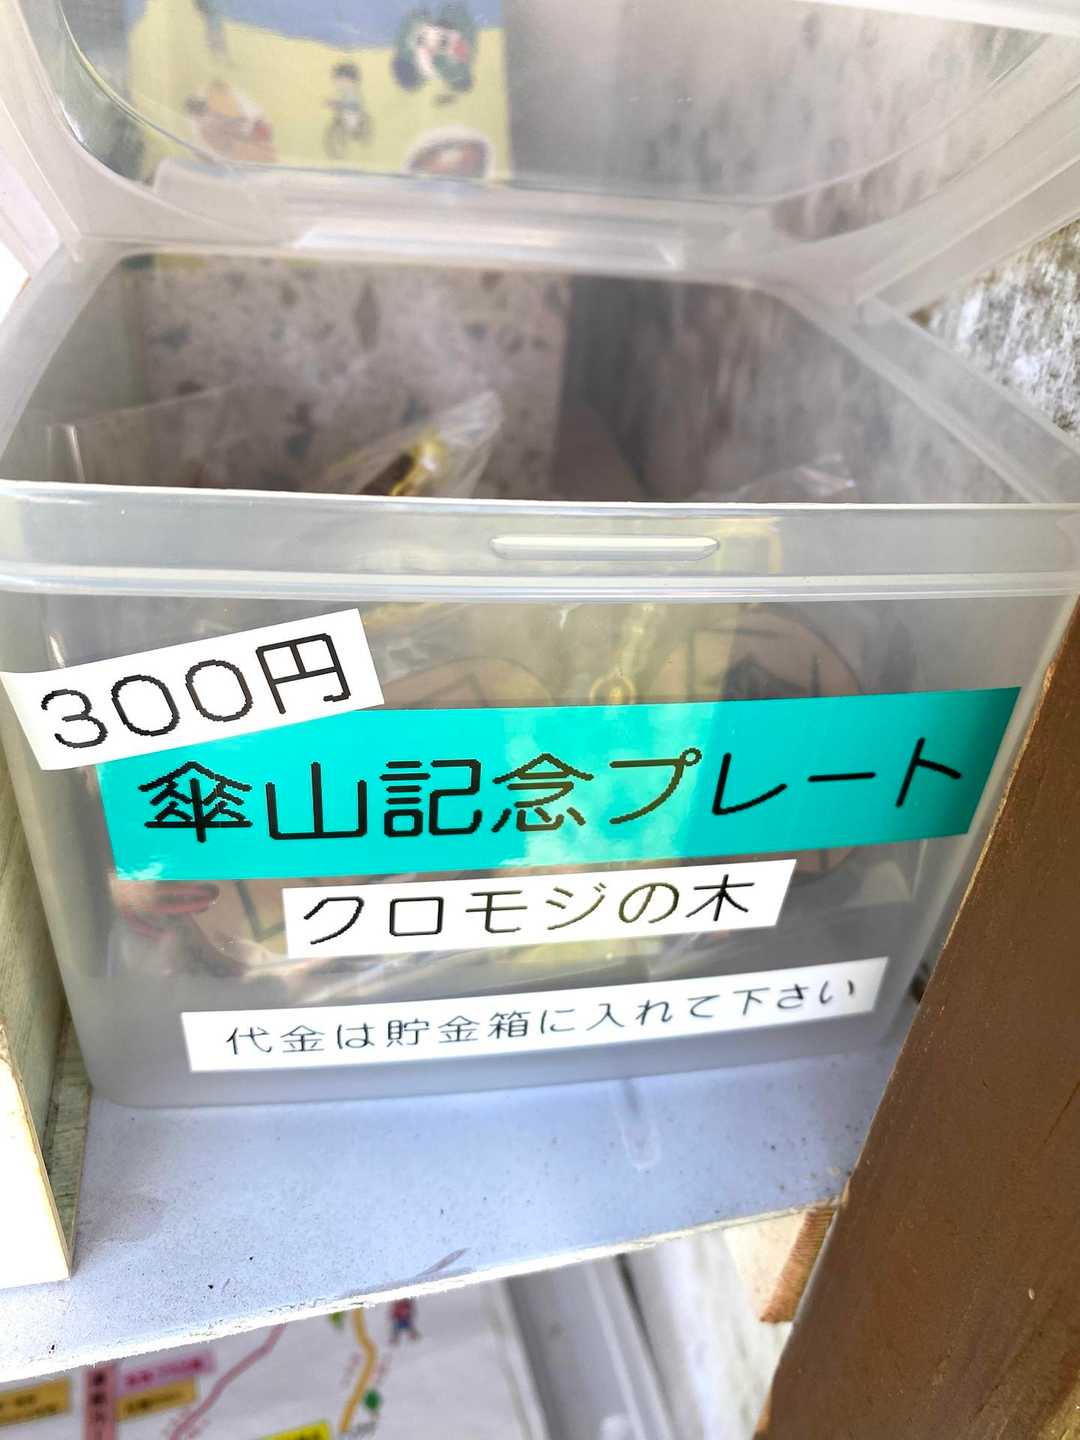 300円
傘山記念プレート
クロモジの木
代金は貯金箱に入れて下さい